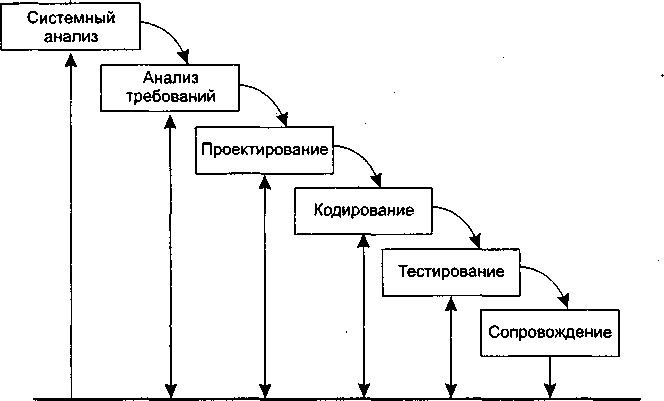 Системный
анализ
Анализ
требований
Проектирование
Кодирование
Тестирование
Сопровождение